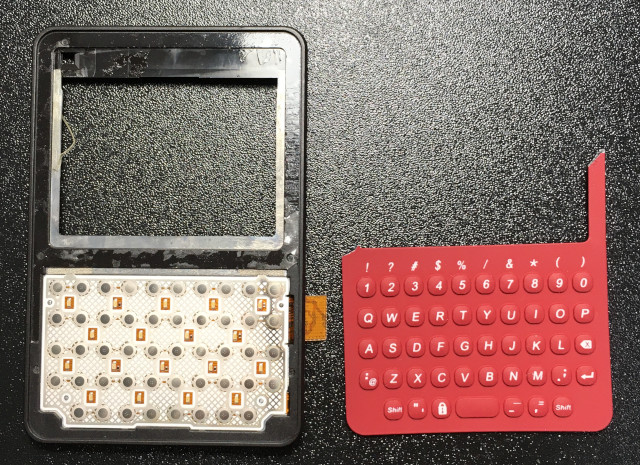 ! ? # $ % / & * ( )
1 2 3 4 5 6 7 8 9 0
Q W E R T Y U I O P
A S D F G H J K L
@ Z X C V B N M
Shift Shift